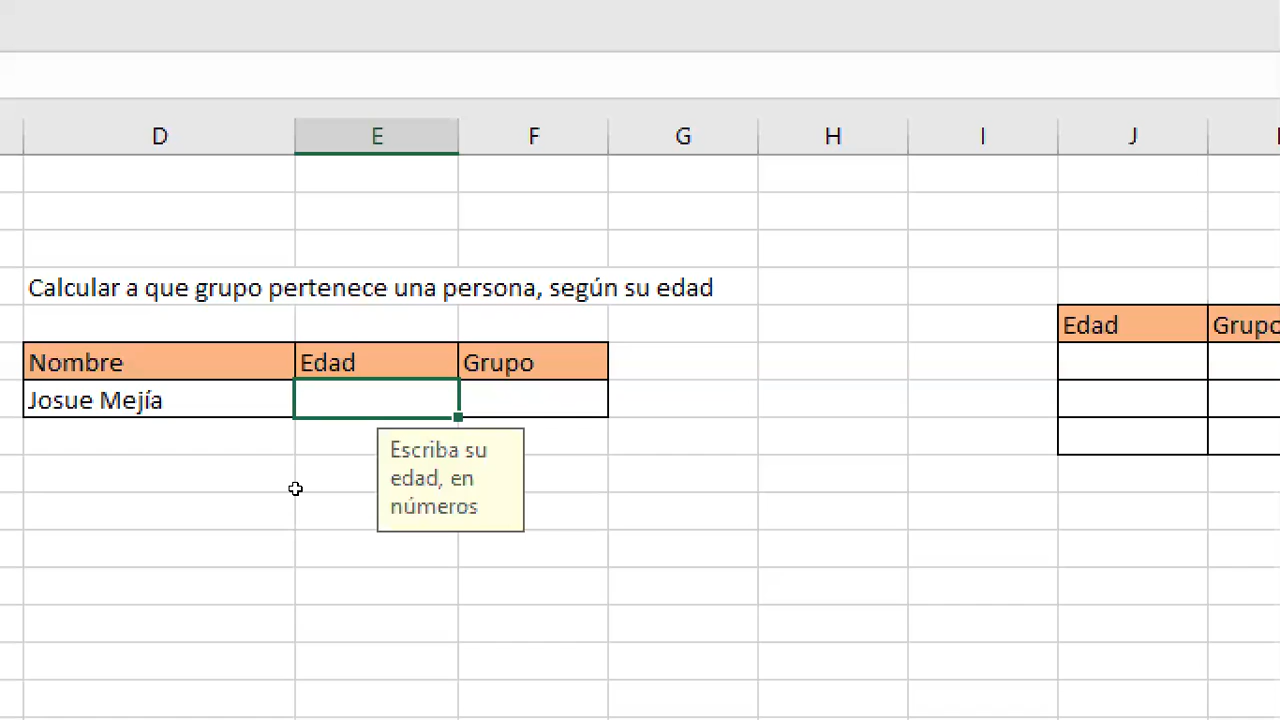 D E F G H I J
Calcular a que grupo pertenece una persona, según su edad
Edad Grupo
Nombre Edad Grupo
Josue Mejía
Escriba su
edad, en
números